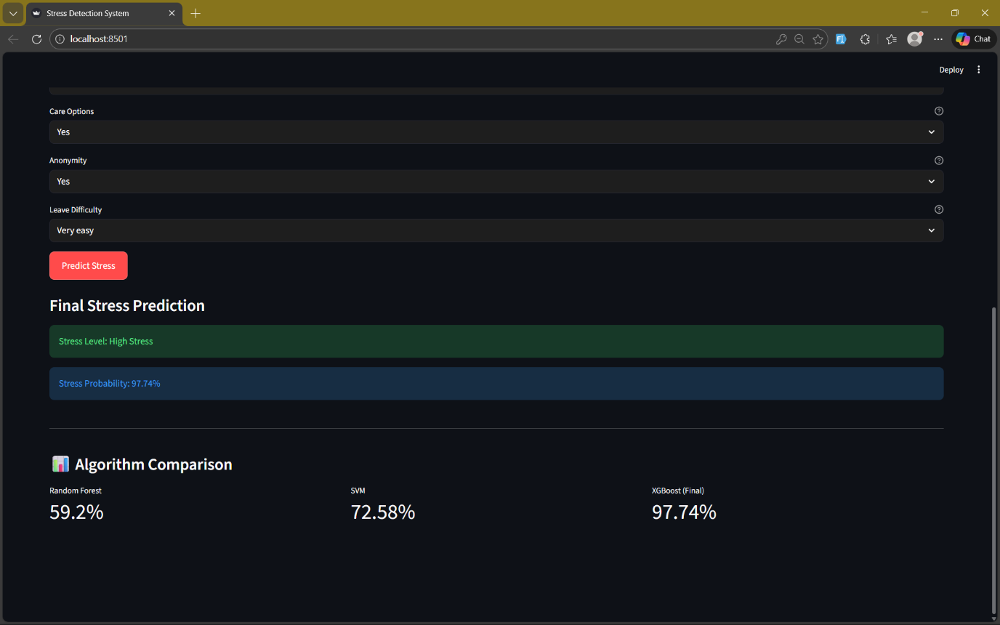 Stress Detection System
localhost:8501
Chat
Deploy
Care Options
Yes
Anonymity
Yes
Leave Difficulty
Very easy
Predict Stress
Final Stress Prediction
Stress Level: High Stress
Stress Probability: 97.74%
Algorithm Comparison
Random Forest
59.2%
SVM
72.58%
XGBoost (Final)
97.74%